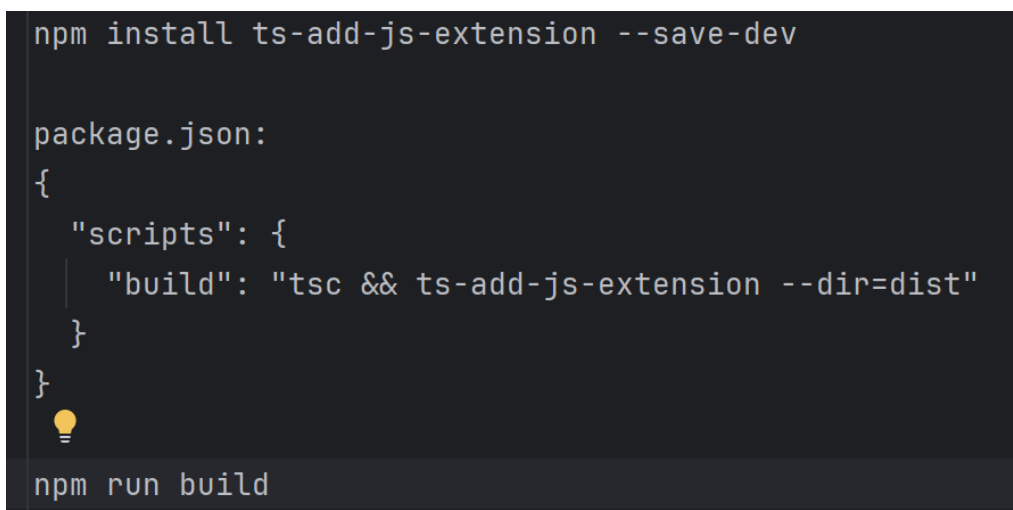 npm install ts-add-js-extension --save-dev
package.json:
{
"scripts": {
"build": "tsc && ts-add-js-extension --dir=dist"
}
}
npm run build